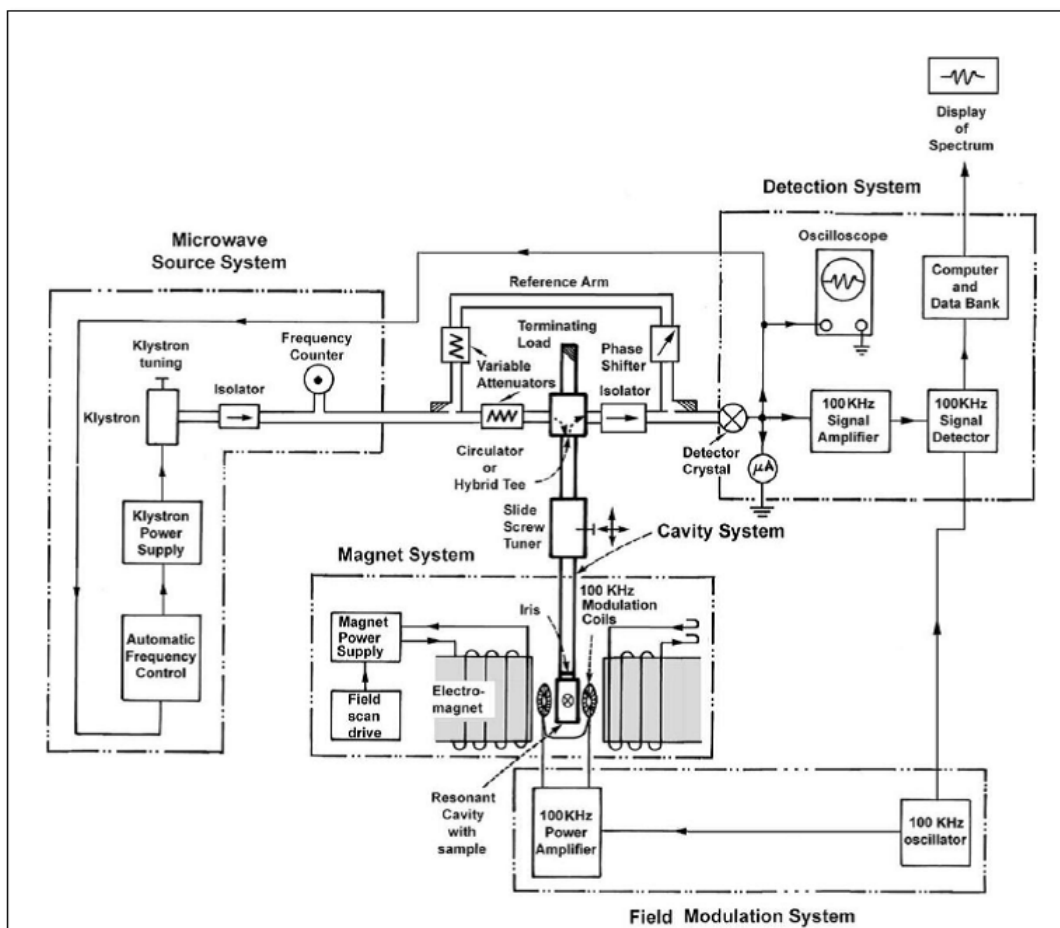 Display
of
Spectrum
Detection System
Oscilloscope
Computer
and
Data Bank
Microwave
Source System
Reference Arm
Frequency
Counter
Terminating
Load
Phase
Shifter
Klystron
tuning
Variable
Attenuators
Isolator
Isolator
Klystron
100KHz
Signal
Amplifier
100KHz
Signal
Detector
Detector
Crystal
μA
Circulator
or
Hybrid Tee
Klystron
Power
Supply
Slide
Screw
Tuner
Cavity System
Magnet System
100 KHz
Modulation
Coils
Iris
Magnet
Power
Supply
Automatic
Frequency
Control
Electro-
magnet
Field scan
drive
Resonant
Cavity
with
sample
100KHz
Power
Amplifier
100 KHz
oscillator
Field Modulation System